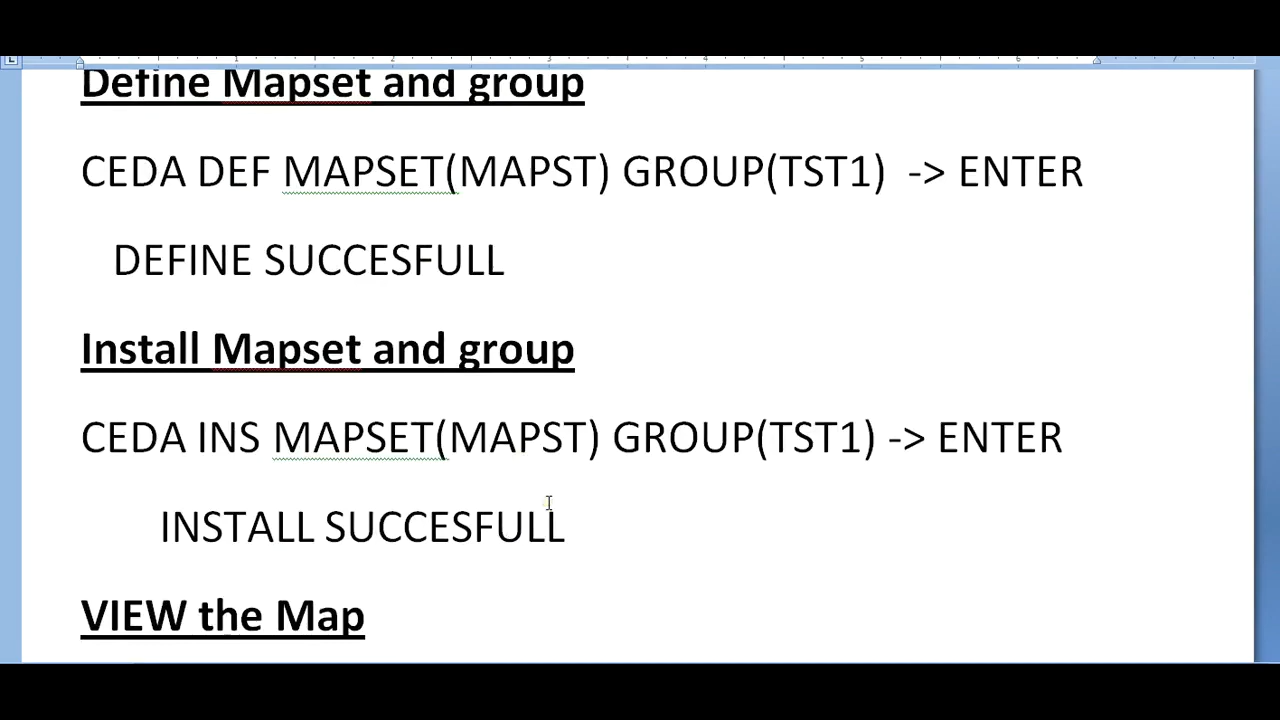 Define Mapset and group
CEDA DEF MAPSET(MAPST) GROUP(TST1)  -> ENTER
DEFINE SUCCESFULL
Install Mapset and group
CEDA INS MAPSET(MAPST) GROUP(TST1) -> ENTER
INSTALL SUCCESFULL
VIEW the Map